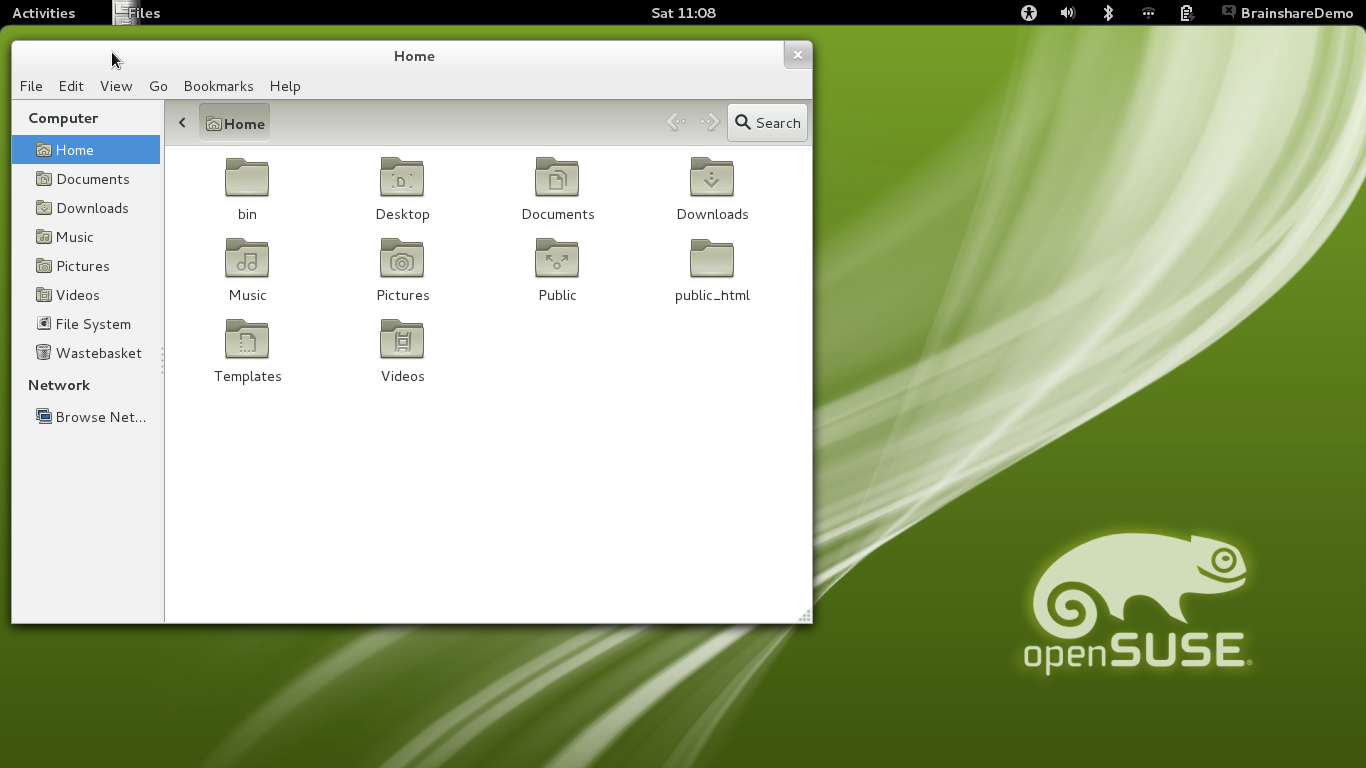 Activities Files Sat 11:08 BrainshareDemo
Home
File Edit View Go Bookmarks Help
Computer
Home
Documents
Downloads
Music
Pictures
Videos
File System
Wastebasket
Network
Browse Net...
Home Search
bin Desktop Documents Downloads
Music Pictures Public public_html
Templates Videos
openSUSE